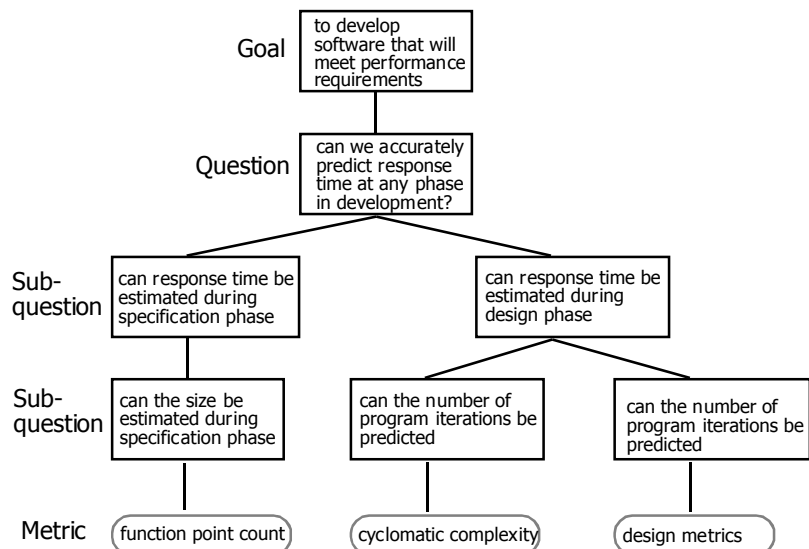 Goal
to develop
software that will
meet performance
requirements
Question
can we accurately
predict response
time at any phase
in development?
Sub-
question
can response time be
estimated during
specification phase
can response time be
estimated during
design phase
Sub-
question
can the size be
estimated during
specification phase
can the number of
program iterations be
predicted
can the number of
program iterations be
predicted
Metric
function point count
cyclomatic complexity
design metrics